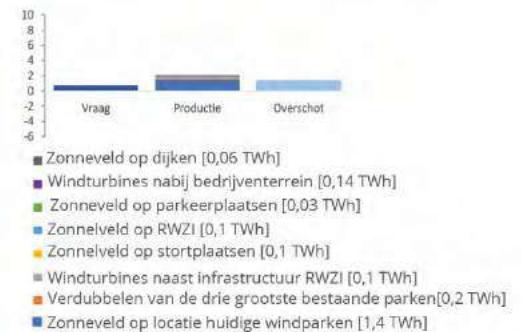 10
8
6
4
2
0
-2
-4
-6
Vraag Productie Overschot
Zonneveld op dijken [0,06 TWh]
Windturbines nabij bedrijventerrein [0,14 TWh]
Zonneveld op parkeerplaatsen [0,03 TWh]
Zonnelveld op RWZI [0,1 TWh]
Zonnelveld op stortplaatsen [0,1 TWh]
Windturbines naast infrastructuur RWZI [0,1 TWh]
Verdubbelen van de drie grootste bestaande parken[0,2 TWh]
Zonneveld op locatie huidige windparken [1,4 TWh]